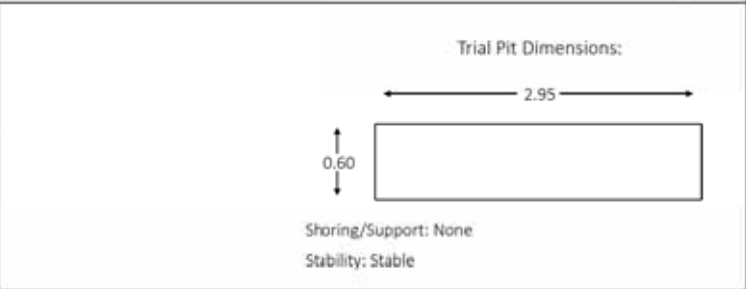 Trial Pit Dimensions:
2.95
0.60
Shoring/Support: None
Stability: Stable